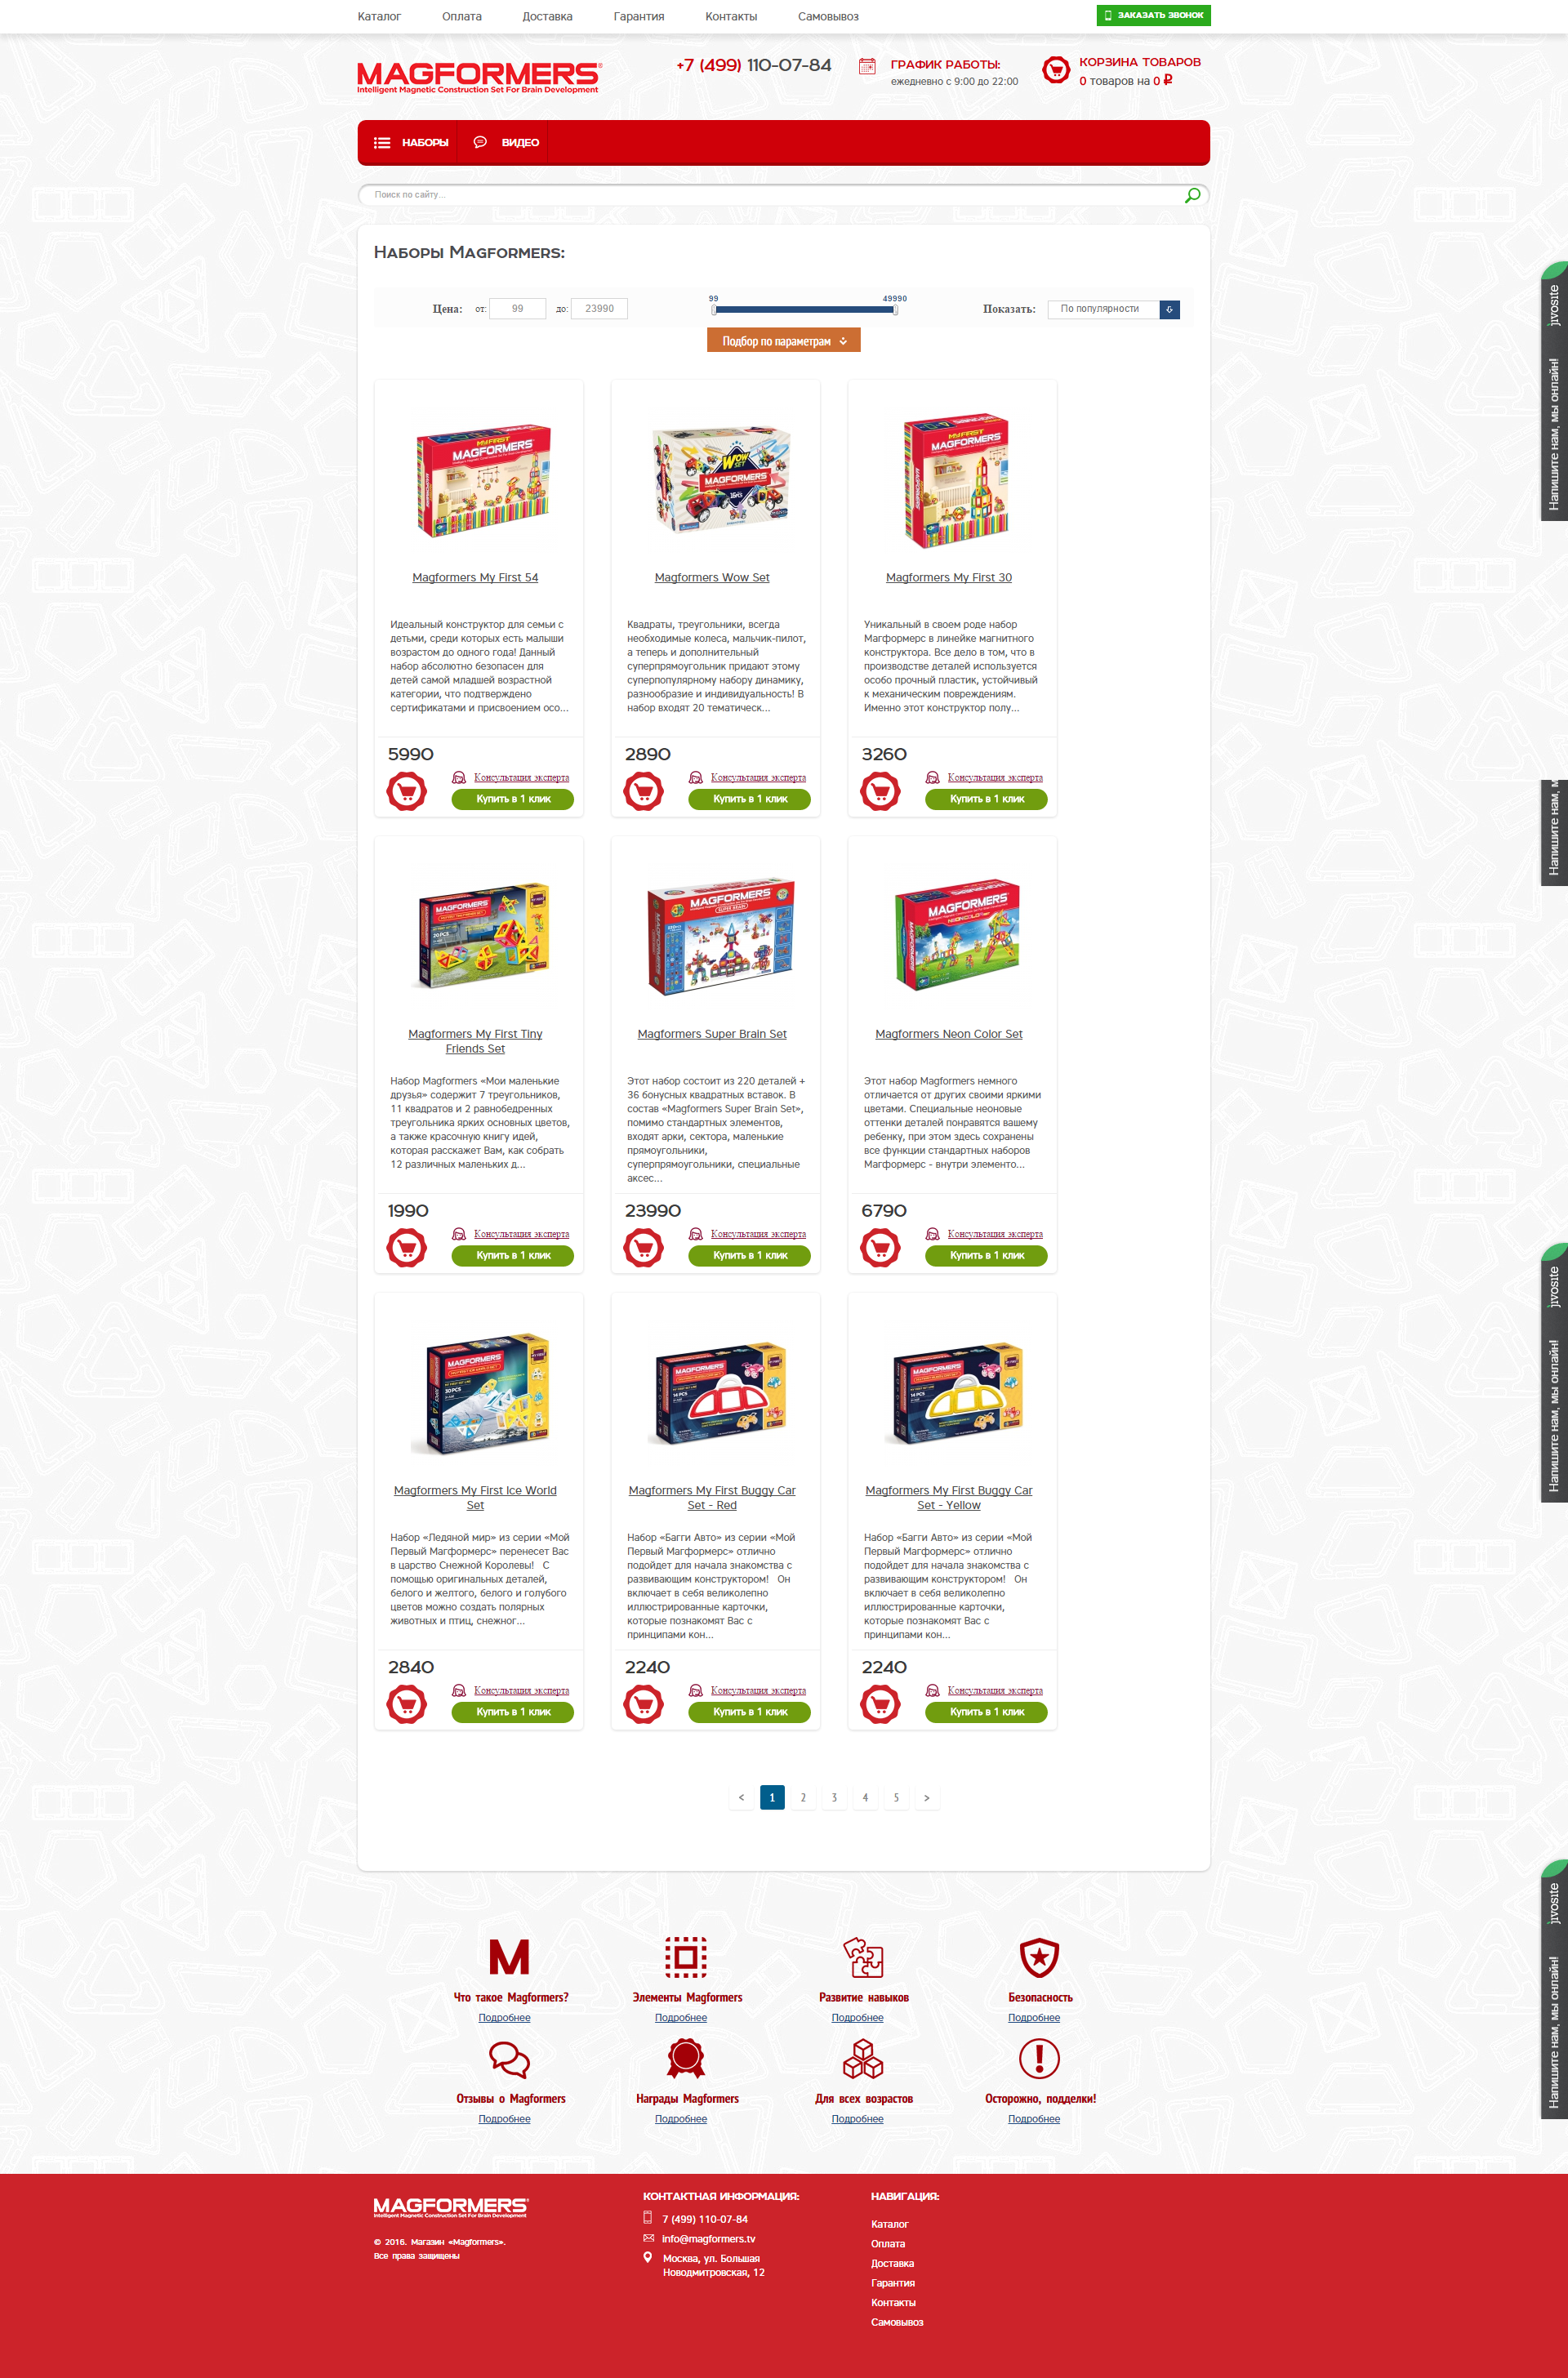 Каталог Оплата Доставка Гарантия Контакты Самовывоз
ЗАКАЗАТЬ ЗВОНОК
MAGFORMERS®
Intelligent Magnetic Construction Set For Brain Development
+7 (499) 110-07-84
ГРАФИК РАБОТЫ:
ежедневно с 9:00 до 22:00
КОРЗИНА ТОВАРОВ
0 товаров на 0 ₽
НАБОРЫ ВИДЕО
Поиск по сайту...
Наборы Magformers:
Цена: от: 99 до: 23990
99 49990
Показать: По популярности
Подбор по параметрам
Magformers My First 54
Идеальный конструктор для семьи с
детьми, среди которых есть малыши
возрастом до одного года! Данный
набор абсолютно безопасен для
детей самой младшей возрастной
категории, что подтверждено
сертификатами и присвоением осо...
5990
Консультация эксперта
Купить в 1 клик
Magformers Wow Set
Квадраты, треугольники, всегда
необходимые колеса, мальчик-пилот,
а теперь и дополнительный
суперпрямоугольник придают этому
суперпопулярному набору динамику,
разнообразие и индивидуальность! В
набор входят 20 тематическ...
2890
Консультация эксперта
Купить в 1 клик
Magformers My First 30
Уникальный в своем роде набор
Магформерс в линейке магнитного
конструктора. Все дело в том, что в
производстве деталей используется
особо прочный пластик, устойчивый
к механическим повреждениям.
Именно этот конструктор полу...
3260
Консультация эксперта
Купить в 1 клик
Magformers My First Tiny
Friends Set
Набор Magformers «Мои маленькие
друзья» содержит 7 треугольников,
11 квадратов и 2 равнобедренных
треугольника ярких основных цветов,
а также красочную книгу идей,
которая расскажет Вам, как собрать
12 различных маленьких д...
1990
Консультация эксперта
Купить в 1 клик
Magformers Super Brain Set
Этот набор состоит из 220 деталей +
36 бонусных квадратных вставок. В
состав «Magformers Super Brain Set»,
помимо стандартных элементов,
входят арки, сектора, маленькие
прямоугольники,
суперпрямоугольники, специальные
аксес...
23990
Консультация эксперта
Купить в 1 клик
Magformers Neon Color Set
Этот набор Magformers немного
отличается от других своими яркими
цветами. Специальные неоновые
оттенки деталей понравятся вашему
ребенку, при этом здесь сохранены
все функции стандартных наборов
Магформерс - внутри элементо...
6790
Консультация эксперта
Купить в 1 клик
Magformers My First Ice World
Set
Набор «Ледяной мир» из серии «Мой
Первый Магформерс» перенесет Вас
в царство Снежной Королевы! С
помощью оригинальных деталей,
белого и желтого, белого и голубого
цветов можно создать полярных
животных и птиц, снежног...
2840
Консультация эксперта
Купить в 1 клик
Magformers My First Buggy Car
Set - Red
Набор «Багги Авто» из серии «Мой
Первый Магформерс» отлично
подойдет для начала знакомства с
развивающим конструктором! Он
включает в себя великолепно
иллюстрированные карточки,
которые познакомят Вас с
принципами кон...
2240
Консультация эксперта
Купить в 1 клик
Magformers My First Buggy Car
Set - Yellow
Набор «Багги Авто» из серии «Мой
Первый Магформерс» отлично
подойдет для начала знакомства с
развивающим конструктором! Он
включает в себя великолепно
иллюстрированные карточки,
которые познакомят Вас с
принципами кон...
2240
Консультация эксперта
Купить в 1 клик
< 1 2 3 4 5 >
Что такое Magformers?
Подробнее
Элементы Magformers
Подробнее
Развитие навыков
Подробнее
Безопасность
Подробнее
Отзывы о Magformers
Подробнее
Награды Magformers
Подробнее
Для всех возрастов
Подробнее
Осторожно, подделки!
Подробнее
MAGFORMERS®
Intelligent Magnetic Construction Set For Brain Development
© 2016. Магазин «Magformers».
Все права защищены
КОНТАКТНАЯ ИНФОРМАЦИЯ:
7 (499) 110-07-84
info@magformers.tv
Москва, ул. Большая
Новодмитровская, 12
НАВИГАЦИЯ:
Каталог
Оплата
Доставка
Гарантия
Контакты
Самовывоз
Напишите нам, мы онлайн! jivosite
Напишите нам,
Напишите нам, мы онлайн! jivosite
Напишите нам, мы онлайн! jivosite